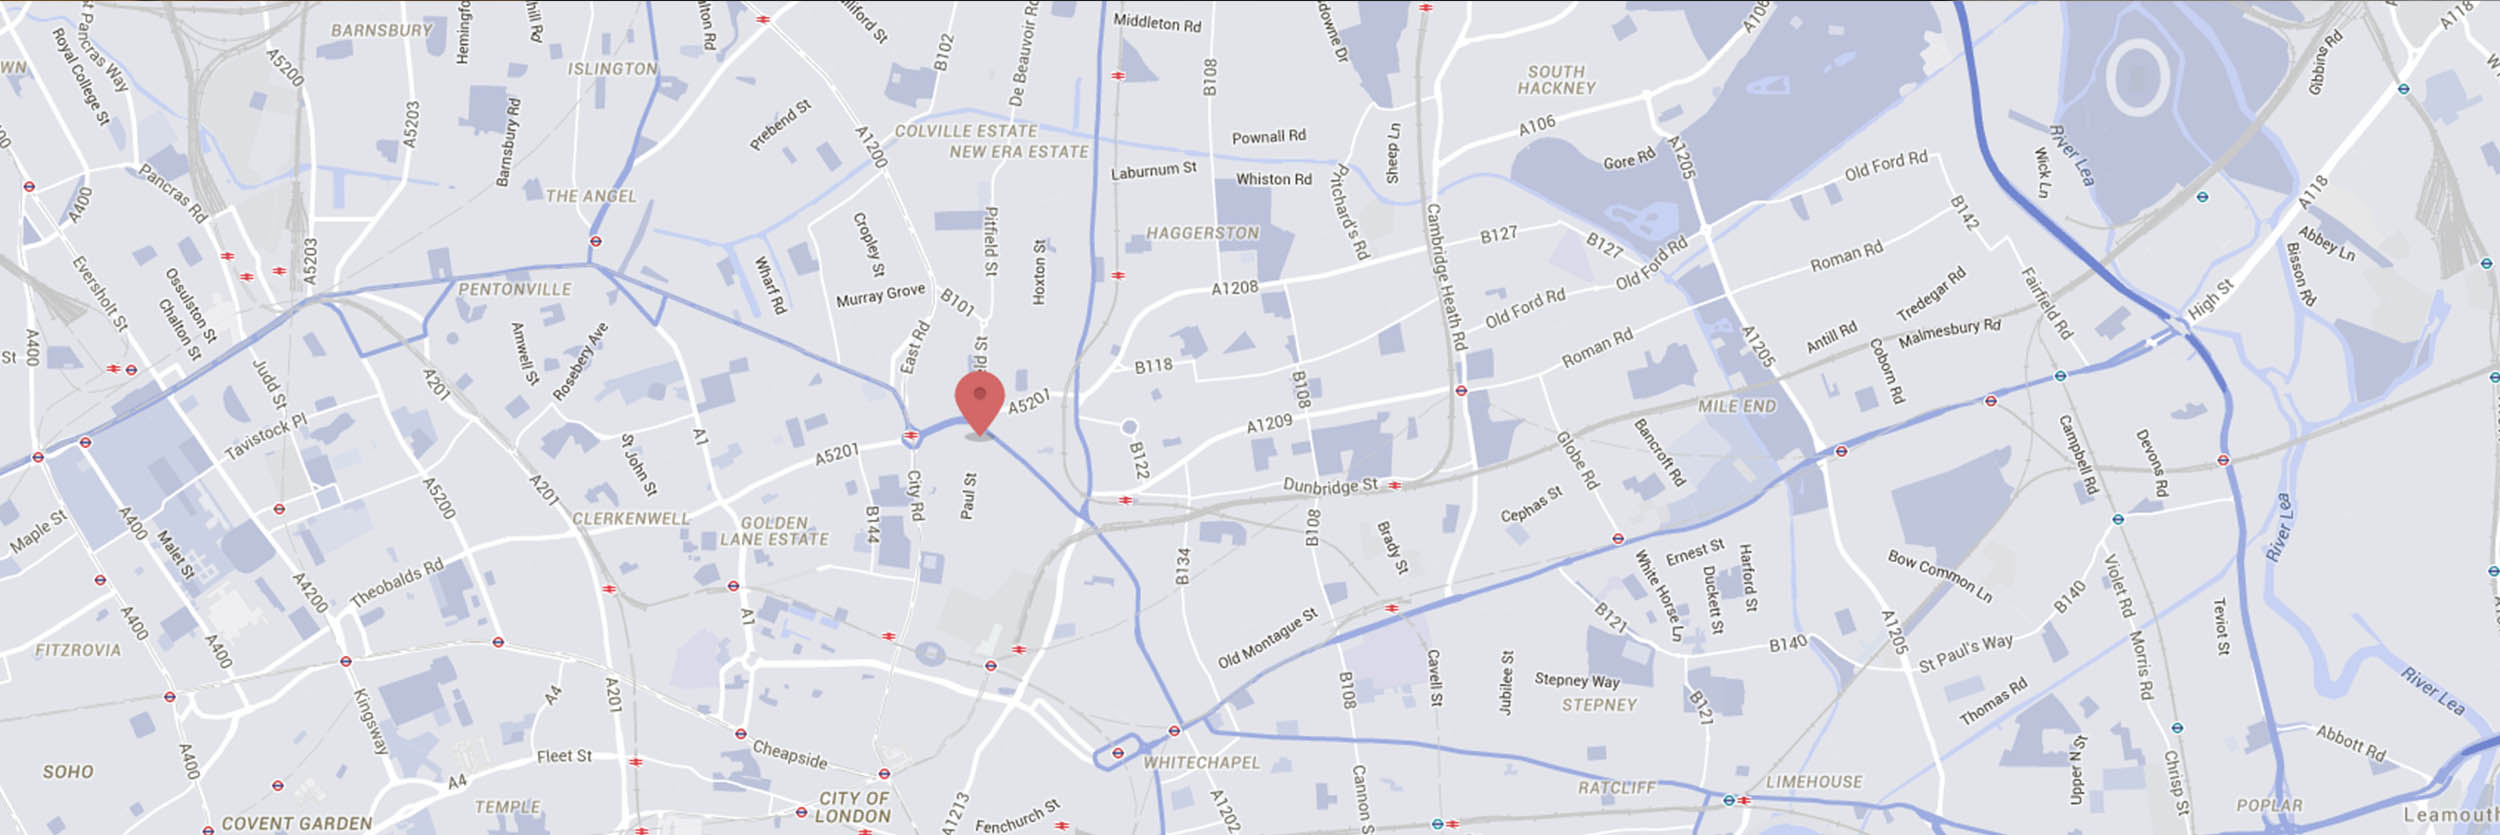 BARNSBURY
ISLINGTON
Middleton Rd
B102
De Beauvoir Rd
B108
SOUTH
HACKNEY
Gibbins Rd
Royal College St
St Pancras Way
A5200
A5203
Barnsbury Rd
Prebend St
A1200
COLVILLE ESTATE
NEW ERA ESTATE
Pownall Rd
Laburnum St
Whiston Rd
Sheep Ln
A106
Gore Rd
A1205
Old Ford Rd
Wick Ln
River Lea
A118
A400
Pancras Rd
THE ANGEL
Cropley St
Pitfield St
Hoxton St
HAGGERSTON
Pritchard's Rd
Cambridge Heath Rd
B127
B127
Old Ford Rd
B142
Roman Rd
Abbey Ln
Bisson Rd
Eversholt St
Ossulston St
Chalton St
A5203
PENTONVILLE
Wharf Rd
Murray Grove
B101
A1208
Old Ford Rd
Tredegar Rd
Fairfield Rd
High St
A400
St
Judd St
A201
Amwell St
Rosebery Ave
East Rd
B118
B108
Roman Rd
A1205
Antill Rd
Malmesbury Rd
Coborn Rd
Tavistock Pl
A1
A5201
A5201
A1209
MILE END
St John St
City Rd
Paul St
B122
Dunbridge St
Globe Rd
Bancroft Rd
Campbell Rd
Devons Rd
Maple St
A400
Malet St
A5200
A201
CLERKENWELL
GOLDEN
LANE ESTATE
B144
B134
B108
Brady St
Cephas St
River Lea
A4200
Theobalds Rd
White Horse Ln
Ernest St
Duckett St
Harford St
Bow Common Ln
B140
Violet Rd
Teviot St
FITZROVIA
A400
A400
A1
Old Montague St
B121
B140
A1205
St Paul's Way
Morris Rd
Kingsway
A4
A201
B108
Cavell St
Jubilee St
Stepney Way
STEPNEY
B121
Thomas Rd
River Lea
SOHO
A400
Fleet St
Cheapside
WHITECHAPEL
Upper N St
Chrisp St
Abbott Rd
COVENT GARDEN
A4
TEMPLE
CITY OF
LONDON
A1213
Fenchurch St
A1202
RATCLIFF
LIMEHOUSE
POPLAR